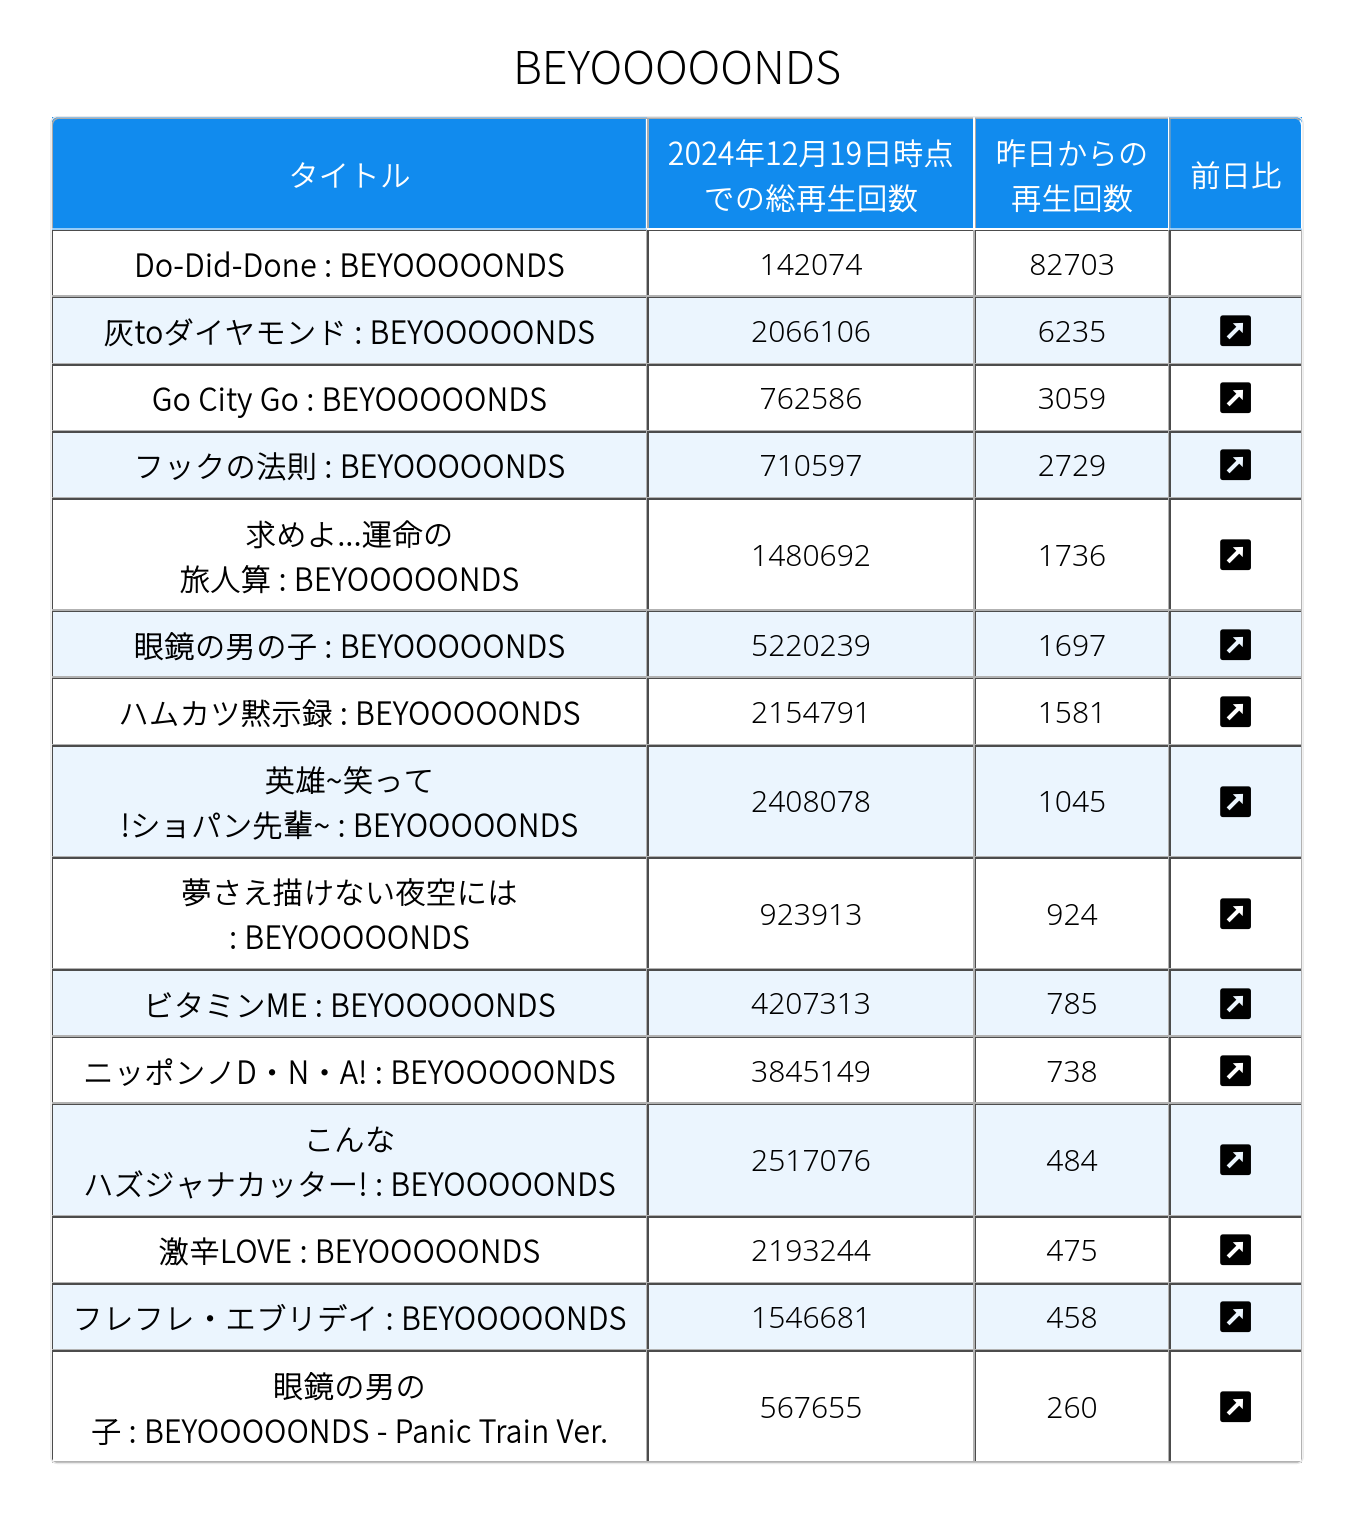 BEYOOOOONDS
タイトル
2024年12月19日時点
での総再生回数
昨日からの
再生回数
前日比
Do-Did-Done : BEYOOOOONDS
142074
82703
灰toダイヤモンド : BEYOOOOONDS
2066106
6235
Go City Go : BEYOOOOONDS
762586
3059
フックの法則 : BEYOOOOONDS
710597
2729
求めよ...運命の
旅人算 : BEYOOOOONDS
1480692
1736
眼鏡の男の子 : BEYOOOOONDS
5220239
1697
ハムカツ黙示録 : BEYOOOOONDS
2154791
1581
英雄~笑って
!ショパン先輩~ : BEYOOOOONDS
2408078
1045
夢さえ描けない夜空には
: BEYOOOOONDS
923913
924
ビタミンME : BEYOOOOONDS
4207313
785
ニッポンノD・N・A! : BEYOOOOONDS
3845149
738
こんな
ハズジャナカッター! : BEYOOOOONDS
2517076
484
激辛LOVE : BEYOOOOONDS
2193244
475
フレフレ・エブリデイ : BEYOOOOONDS
1546681
458
眼鏡の男の
子 : BEYOOOOONDS - Panic Train Ver.
567655
260